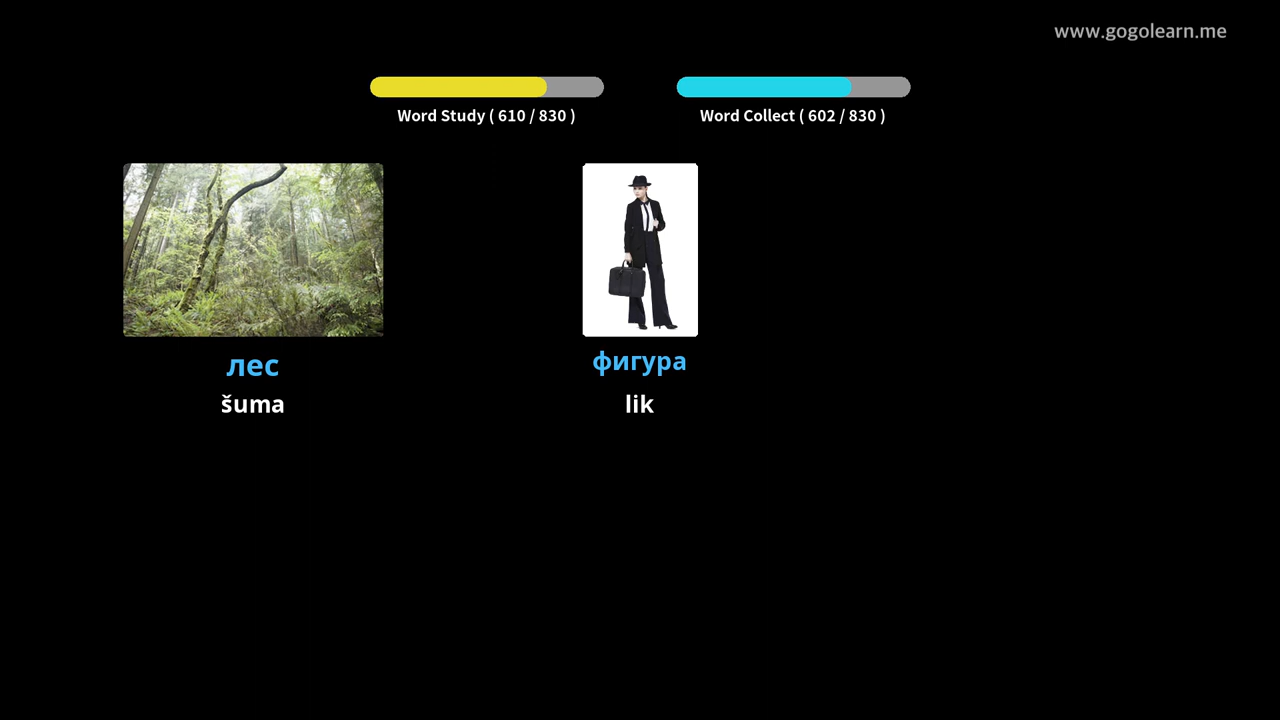 www.gogolearn.me
Word Study ( 610 / 830 )
Word Collect ( 602 / 830 )
лес
šuma
фигура
lik